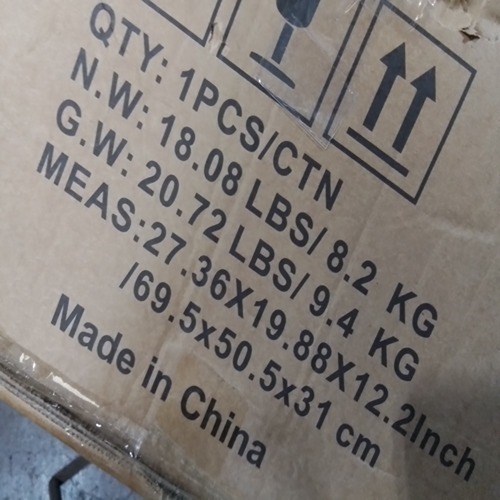 QTY: 1PCS/CTN
N.W: 18.08 LBS/ 8.2 KG
G.W: 20.72 LBS/ 9.4 KG
MEAS:27.36X19.88X12.2Inch
/69.5x50.5x31 cm
Made in China